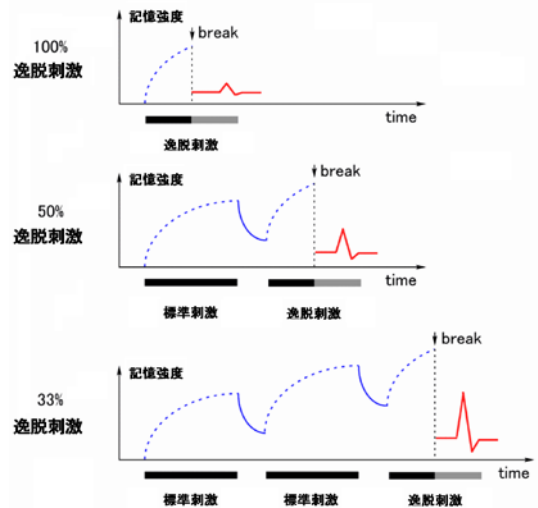 記憶強度
break
100%
逸脱刺激
time
逸脱刺激
記憶強度
break
50%
逸脱刺激
time
標準刺激
逸脱刺激
break
記憶強度
33%
逸脱刺激
time
標準刺激
標準刺激
逸脱刺激